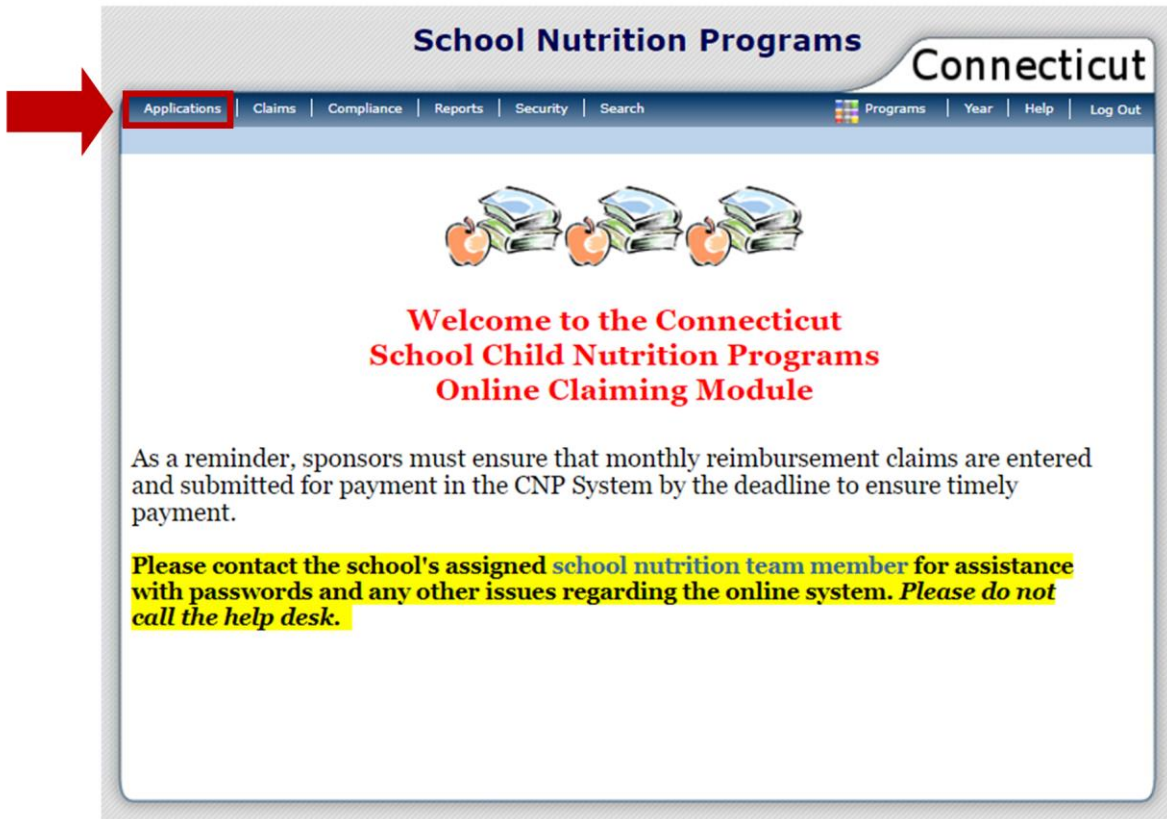 School Nutrition Programs
Connecticut
Applications | Claims | Compliance | Reports | Security | Search Programs | Year | Help | Log Out
Welcome to the Connecticut
School Child Nutrition Programs
Online Claiming Module
As a reminder, sponsors must ensure that monthly reimbursement claims are entered
and submitted for payment in the CNP System by the deadline to ensure timely
payment.
Please contact the school's assigned school nutrition team member for assistance
with passwords and any other issues regarding the online system. Please do not
call the help desk.